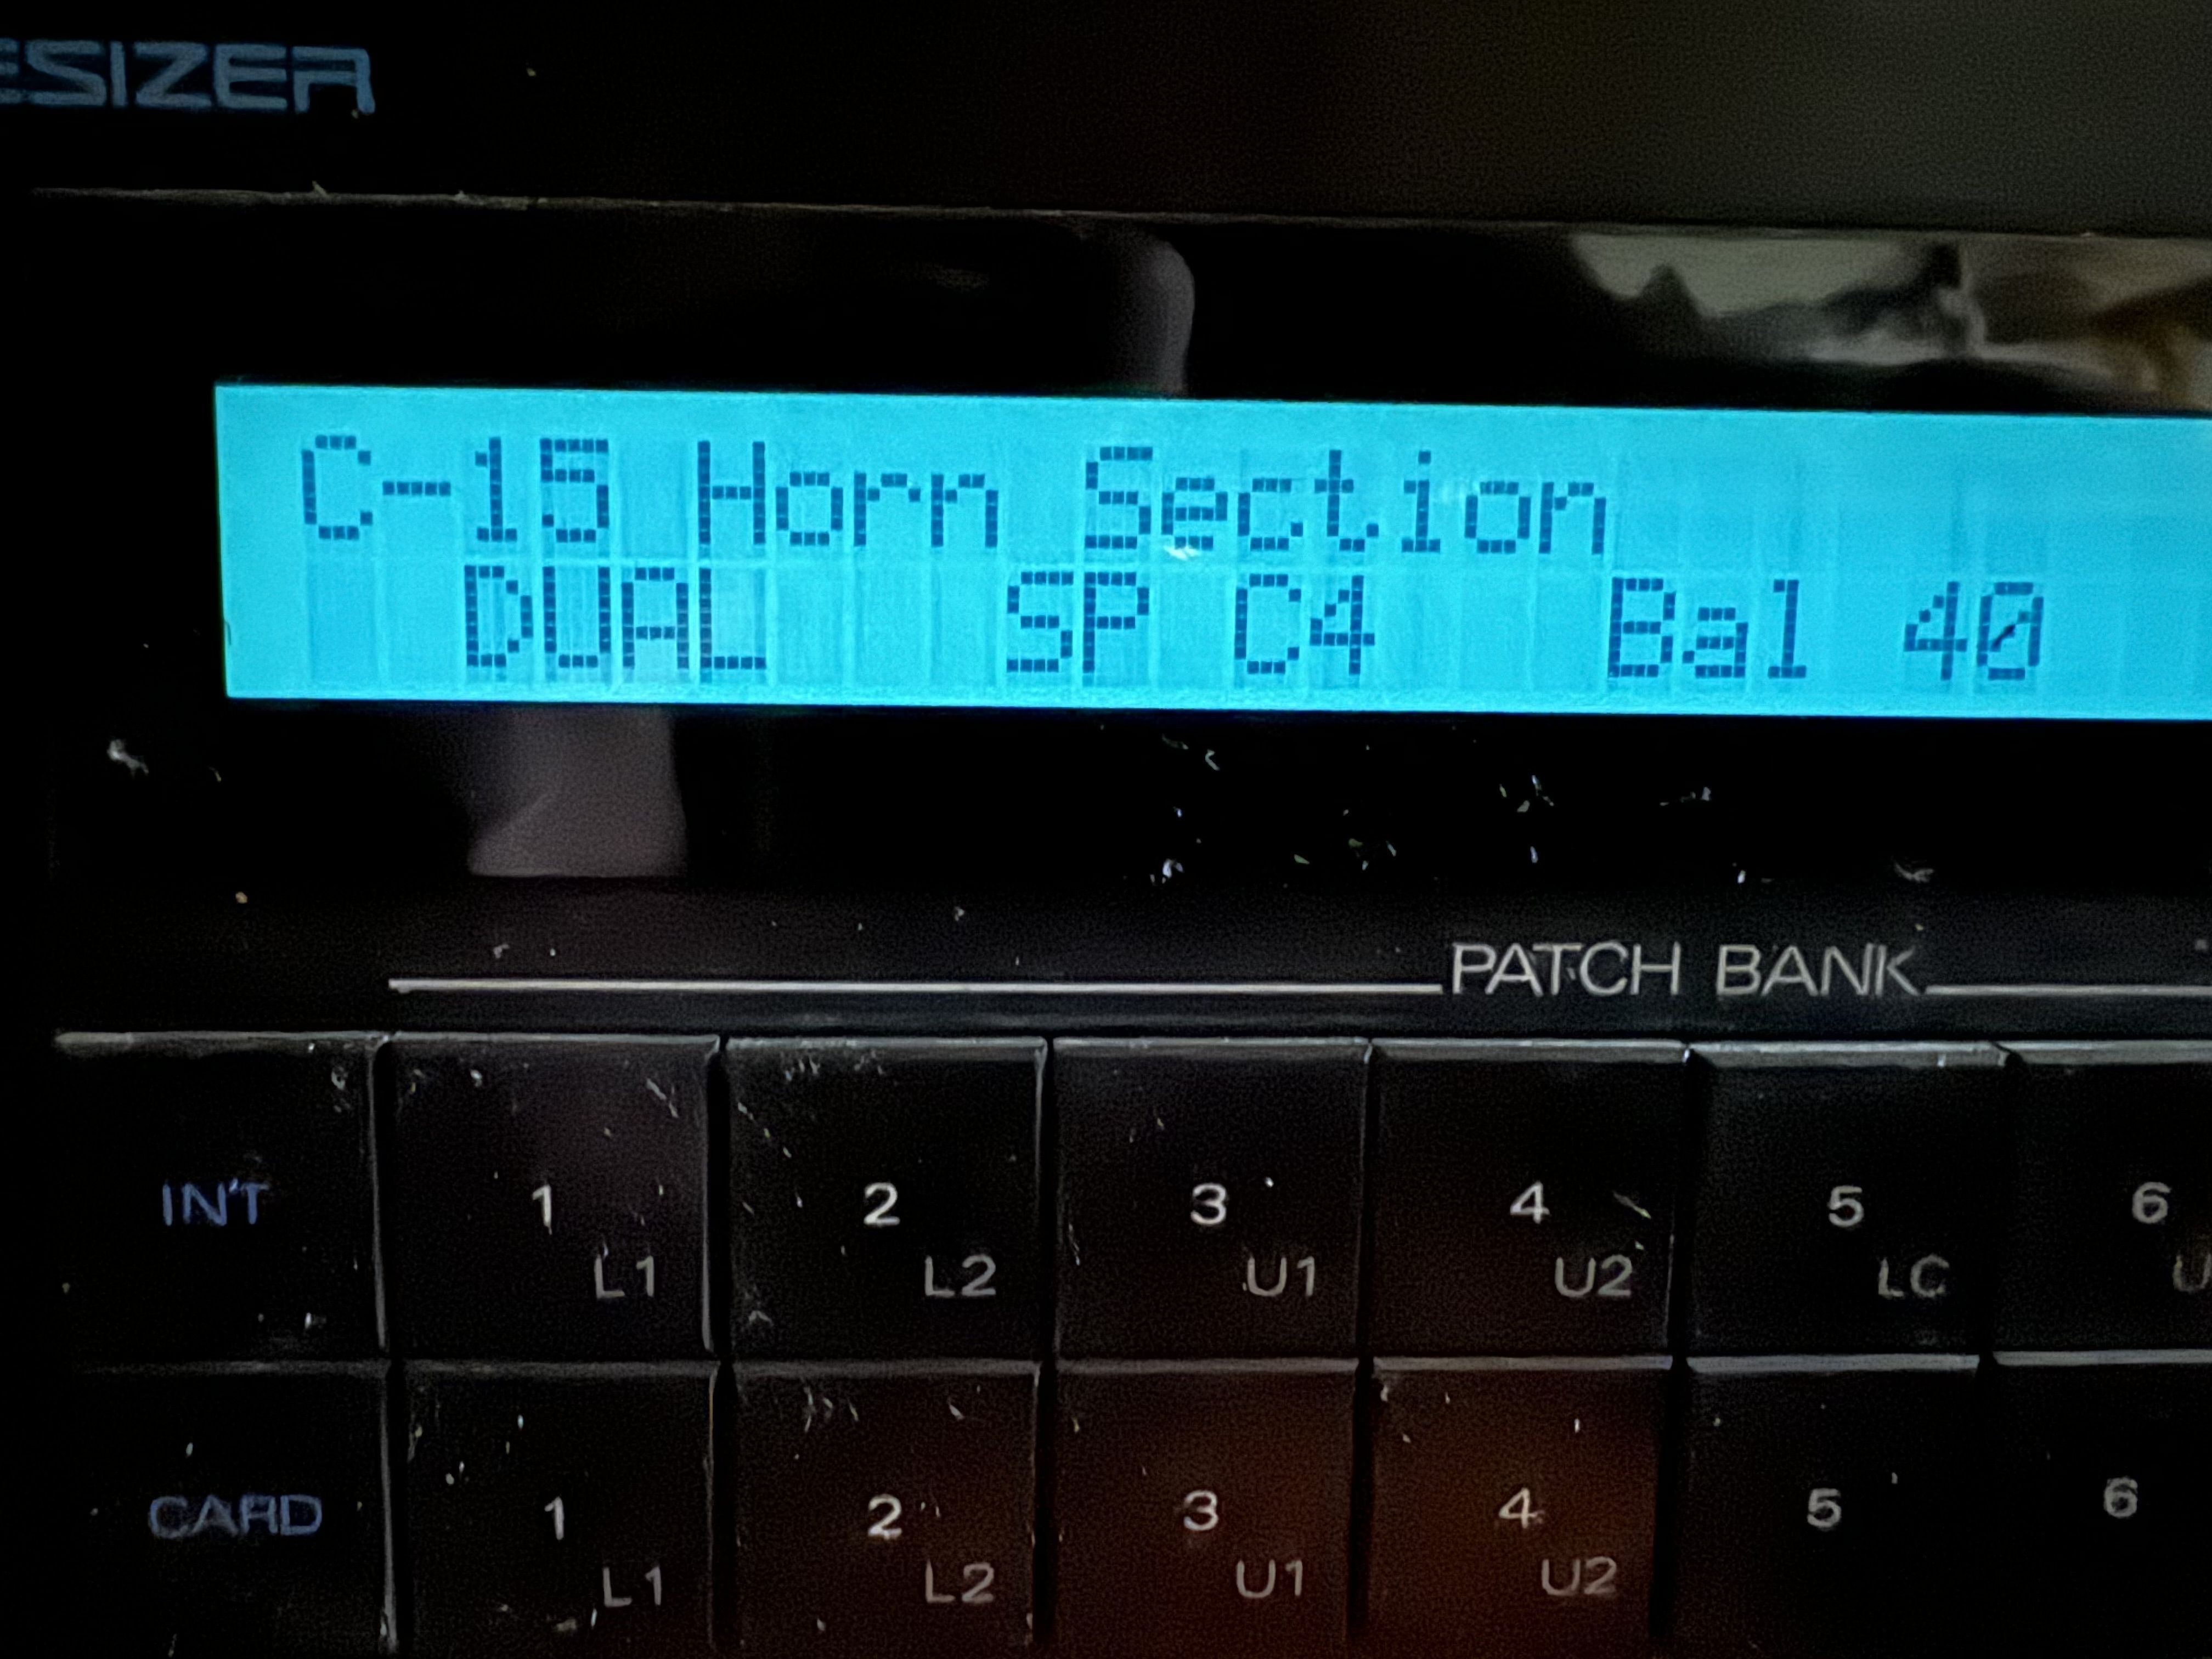 ESIZER
C-15 Horn Section
DUAL SP C4 Bal 40
PATCH BANK
INT 1 2 3 4 5 6
L1 L2 U1 U2 LC U
CARD 1 2 3 4 5 6
L1 L2 U1 U2